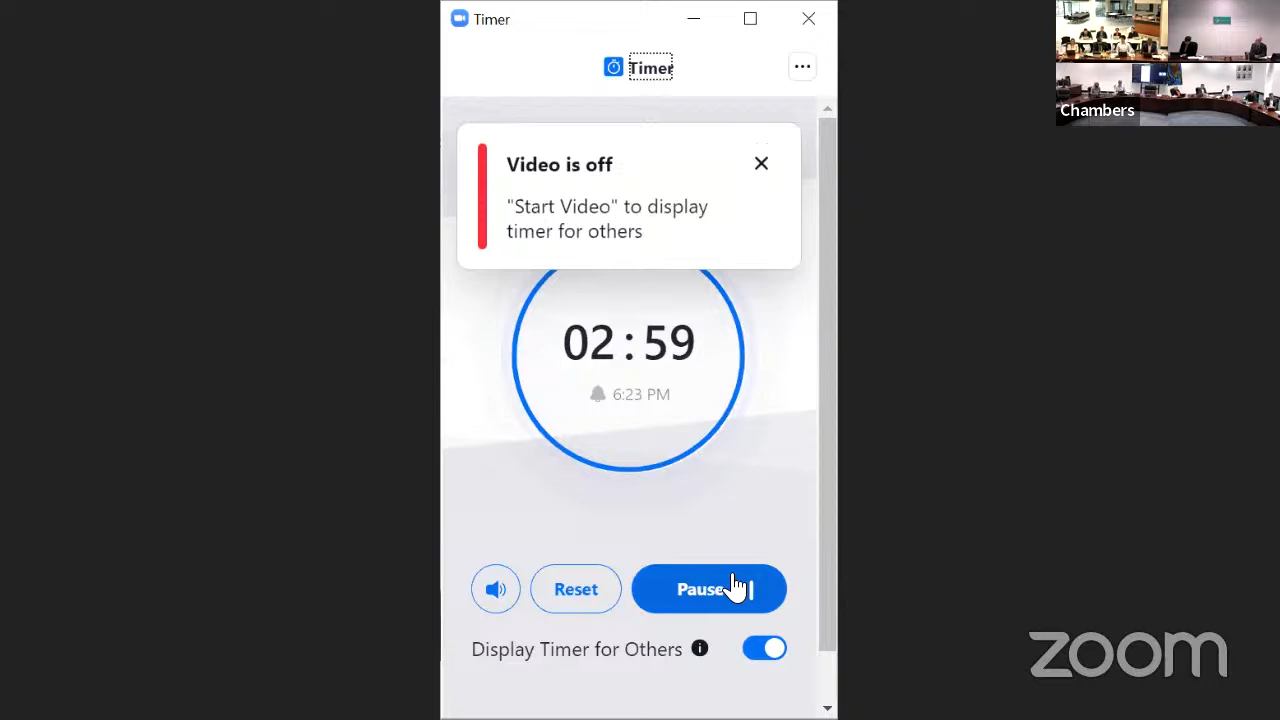 Timer
Timer
Chambers
Video is off
"Start Video" to display
timer for others
02:59
6:23 PM
Reset
Pause
Display Timer for Others
zoom